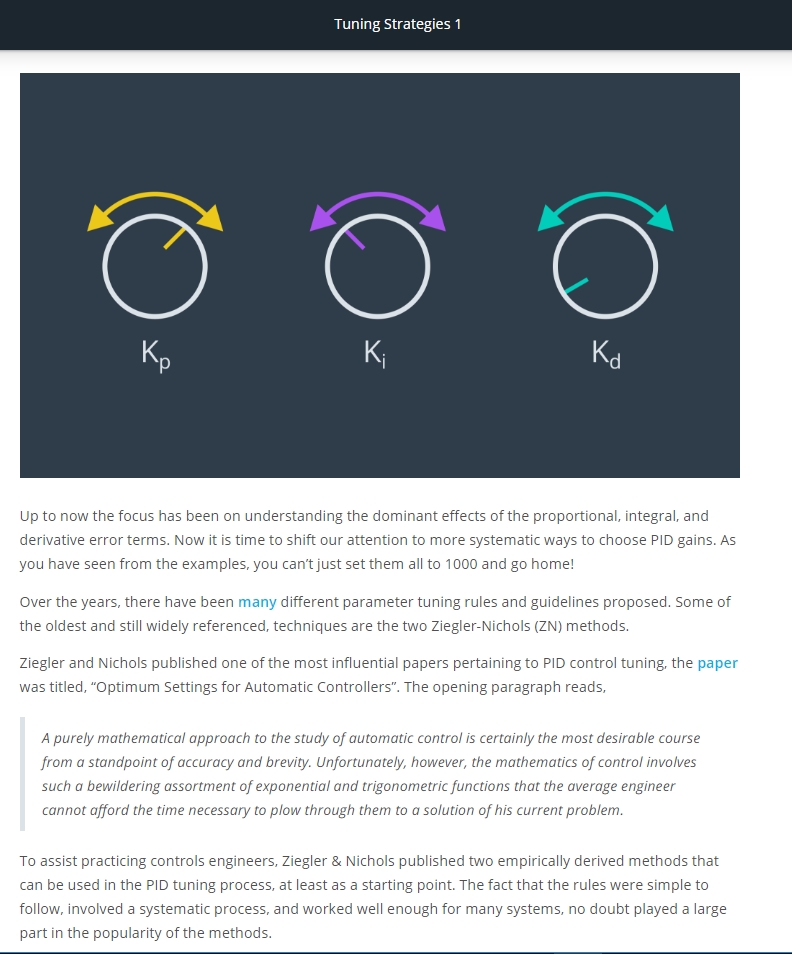 Tuning Strategies 1
Kp
Ki
Kd
Up to now the focus has been on understanding the dominant effects of the proportional, integral, and
derivative error terms. Now it is time to shift our attention to more systematic ways to choose PID gains. As
you have seen from the examples, you can’t just set them all to 1000 and go home!
Over the years, there have been many different parameter tuning rules and guidelines proposed. Some of
the oldest and still widely referenced, techniques are the two Ziegler-Nichols (ZN) methods.
Ziegler and Nichols published one of the most influential papers pertaining to PID control tuning, the paper
was titled, “Optimum Settings for Automatic Controllers”. The opening paragraph reads,
A purely mathematical approach to the study of automatic control is certainly the most desirable course
from a standpoint of accuracy and brevity. Unfortunately, however, the mathematics of control involves
such a bewildering assortment of exponential and trigonometric functions that the average engineer
cannot afford the time necessary to plow through them to a solution of his current problem.
To assist practicing controls engineers, Ziegler & Nichols published two empirically derived methods that
can be used in the PID tuning process, at least as a starting point. The fact that the rules were simple to
follow, involved a systematic process, and worked well enough for many systems, no doubt played a large
part in the popularity of the methods.